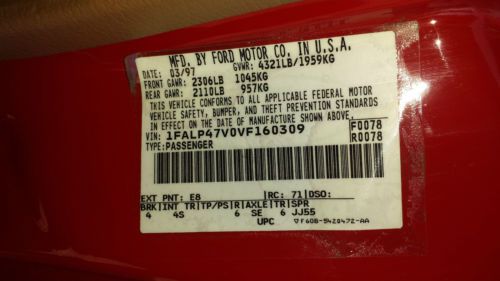 MFD. BY FORD MOTOR CO. IN U.S.A.
DATE: 03/97 GVWR: 4321LB/1959KG
FRONT GAWR: 2306LB 1045KG
REAR GAWR: 2110LB 957KG
THIS VEHICLE CONFORMS TO ALL APPLICABLE FEDERAL MOTOR
VEHICLE SAFETY, BUMPER, AND THEFT PREVENTION STANDARDS
IN EFFECT ON THE DATE OF MANUFACTURE SHOWN ABOVE.
VIN: 1FALP47V0VF160309 F0078
TYPE: PASSENGER R0078
EXT PNT: E8 RC: 71 DSO:
BRK INT TR TP/PS R AXLE TR SPR
4 4S 6 SE 6 JJ55
UPC F60B-5420472-AA